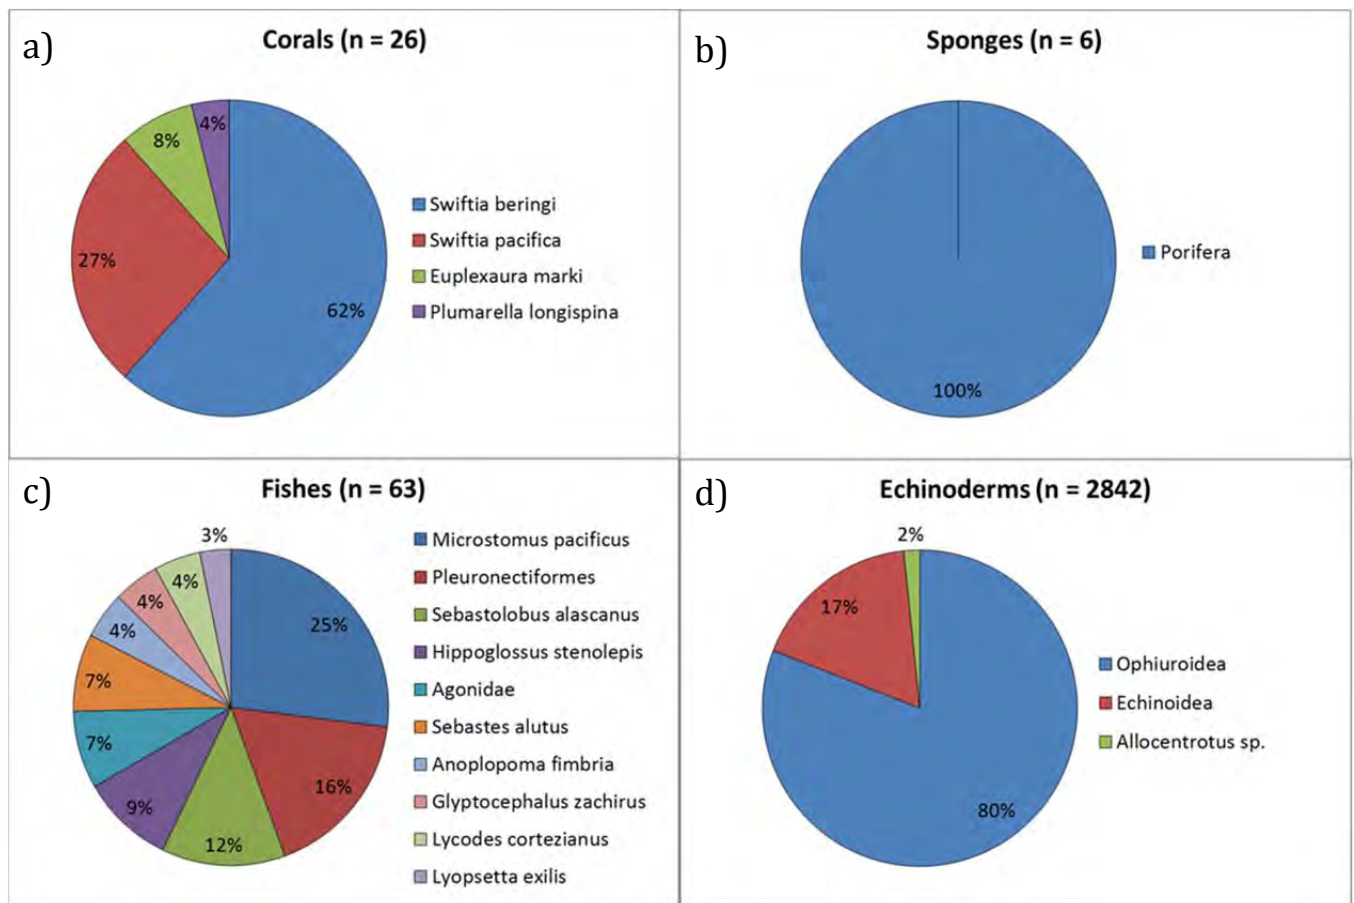 a)
Corals (n = 26)
4%
8%
27%
62%
Swiftia beringi
Swiftia pacifica
Euplexaura marki
Plumarella longispina
b)
Sponges (n = 6)
100%
Porifera
c)
Fishes (n = 63)
3%
4%
4%
4%
7%
7%
9%
12%
16%
25%
Microstomus pacificus
Pleuronectiformes
Sebastolobus alascanus
Hippoglossus stenolepis
Agonidae
Sebastes alutus
Anoplopoma fimbria
Glyptocephalus zachirus
Lycodes cortezianus
Lyopsetta exilis
d)
Echinoderms (n = 2842)
2%
17%
80%
Ophiuroidea
Echinoidea
Allocentrotus sp.